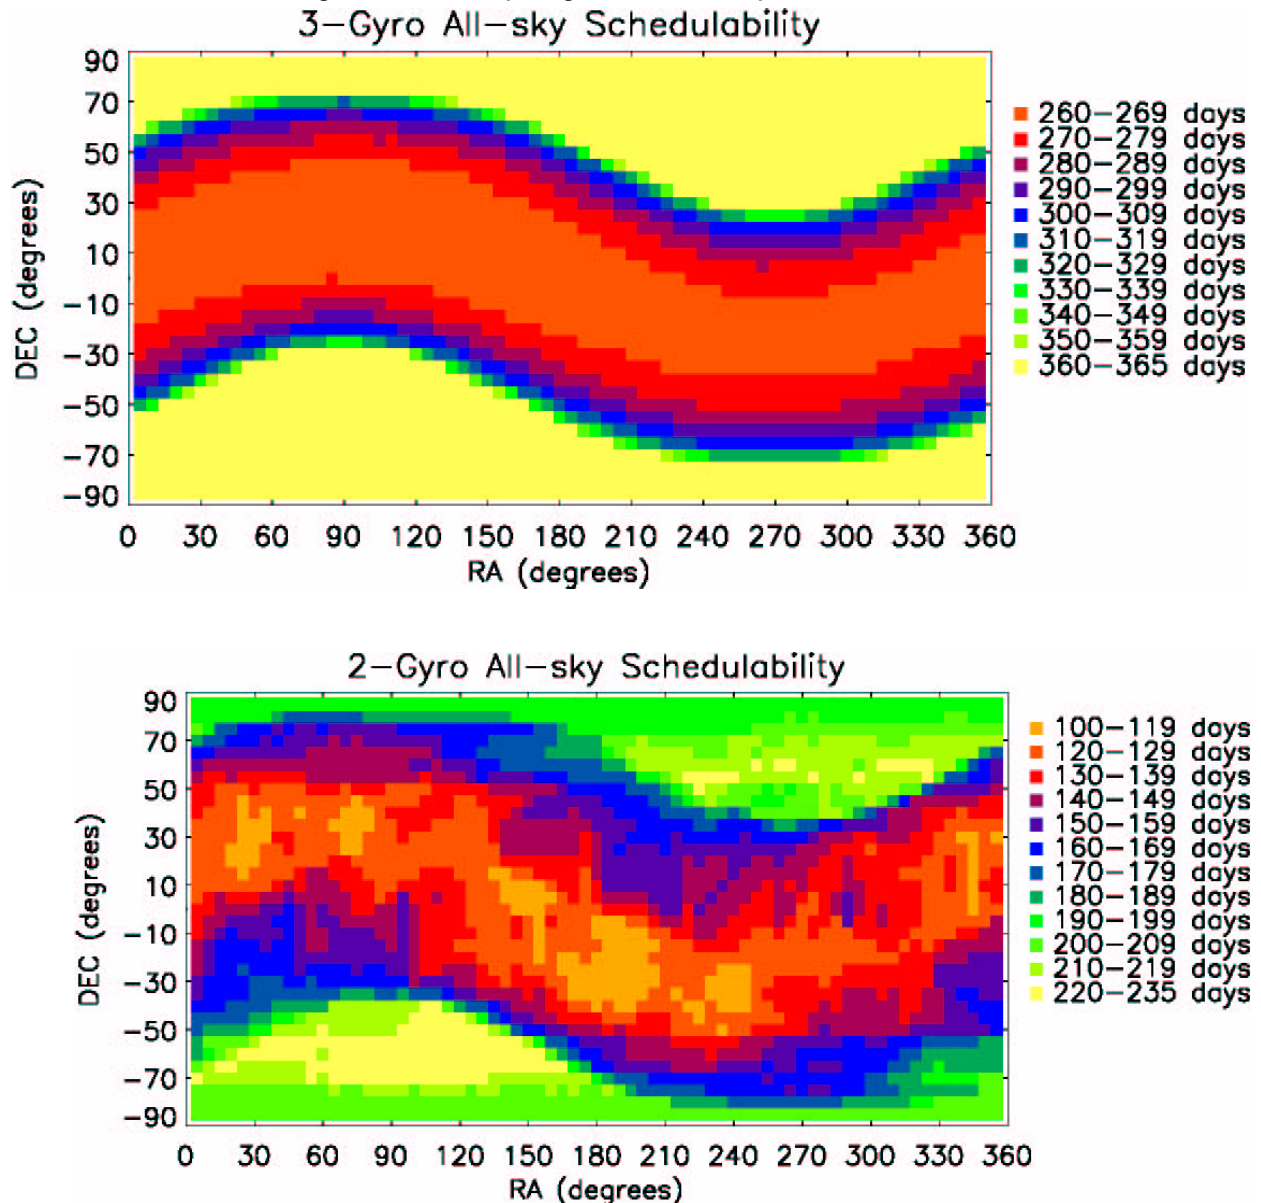 3-Gyro All-sky Schedulability
90
70
50
30
10
-10
-30
-50
-70
-90
DEC (degrees)
0 30 60 90 120 150 180 210 240 270 300 330 360
RA (degrees)
260-269 days
270-279 days
280-289 days
290-299 days
300-309 days
310-319 days
320-329 days
330-339 days
340-349 days
350-359 days
360-365 days
2-Gyro All-sky Schedulability
90
70
50
30
10
-10
-30
-50
-70
-90
DEC (degrees)
0 30 60 90 120 150 180 210 240 270 300 330 360
RA (degrees)
100-119 days
120-129 days
130-139 days
140-149 days
150-159 days
160-169 days
170-179 days
180-189 days
190-199 days
200-209 days
210-219 days
220-235 days